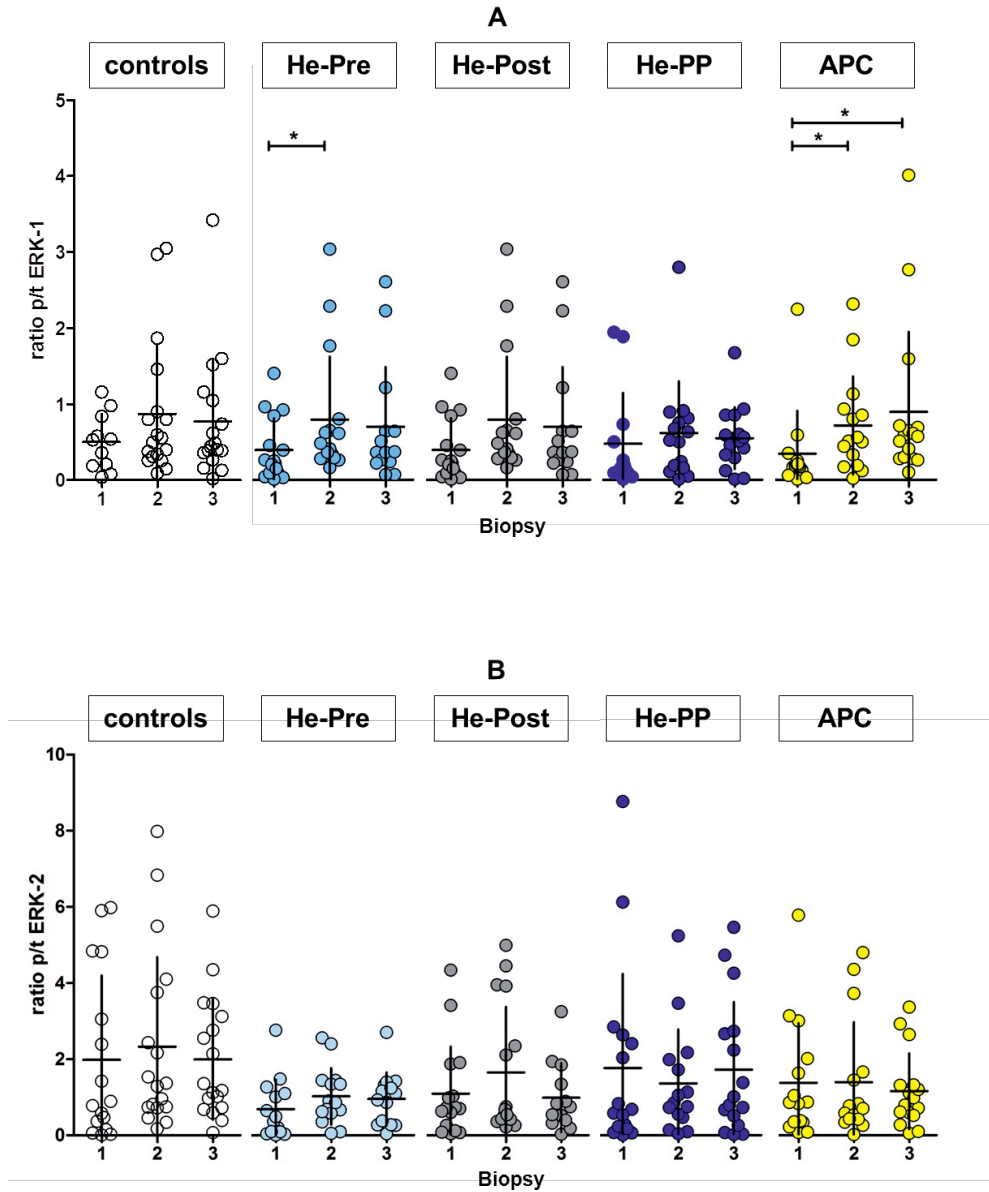 A
controls He-Pre He-Post He-PP APC
* * *
5
4
3
2
1
0
ratio p/t ERK-1
1 2 3 1 2 3 1 2 3 1 2 3 1 2 3
Biopsy
B
controls He-Pre He-Post He-PP APC
10
8
6
4
2
0
ratio p/t ERK-2
1 2 3 1 2 3 1 2 3 1 2 3 1 2 3
Biopsy